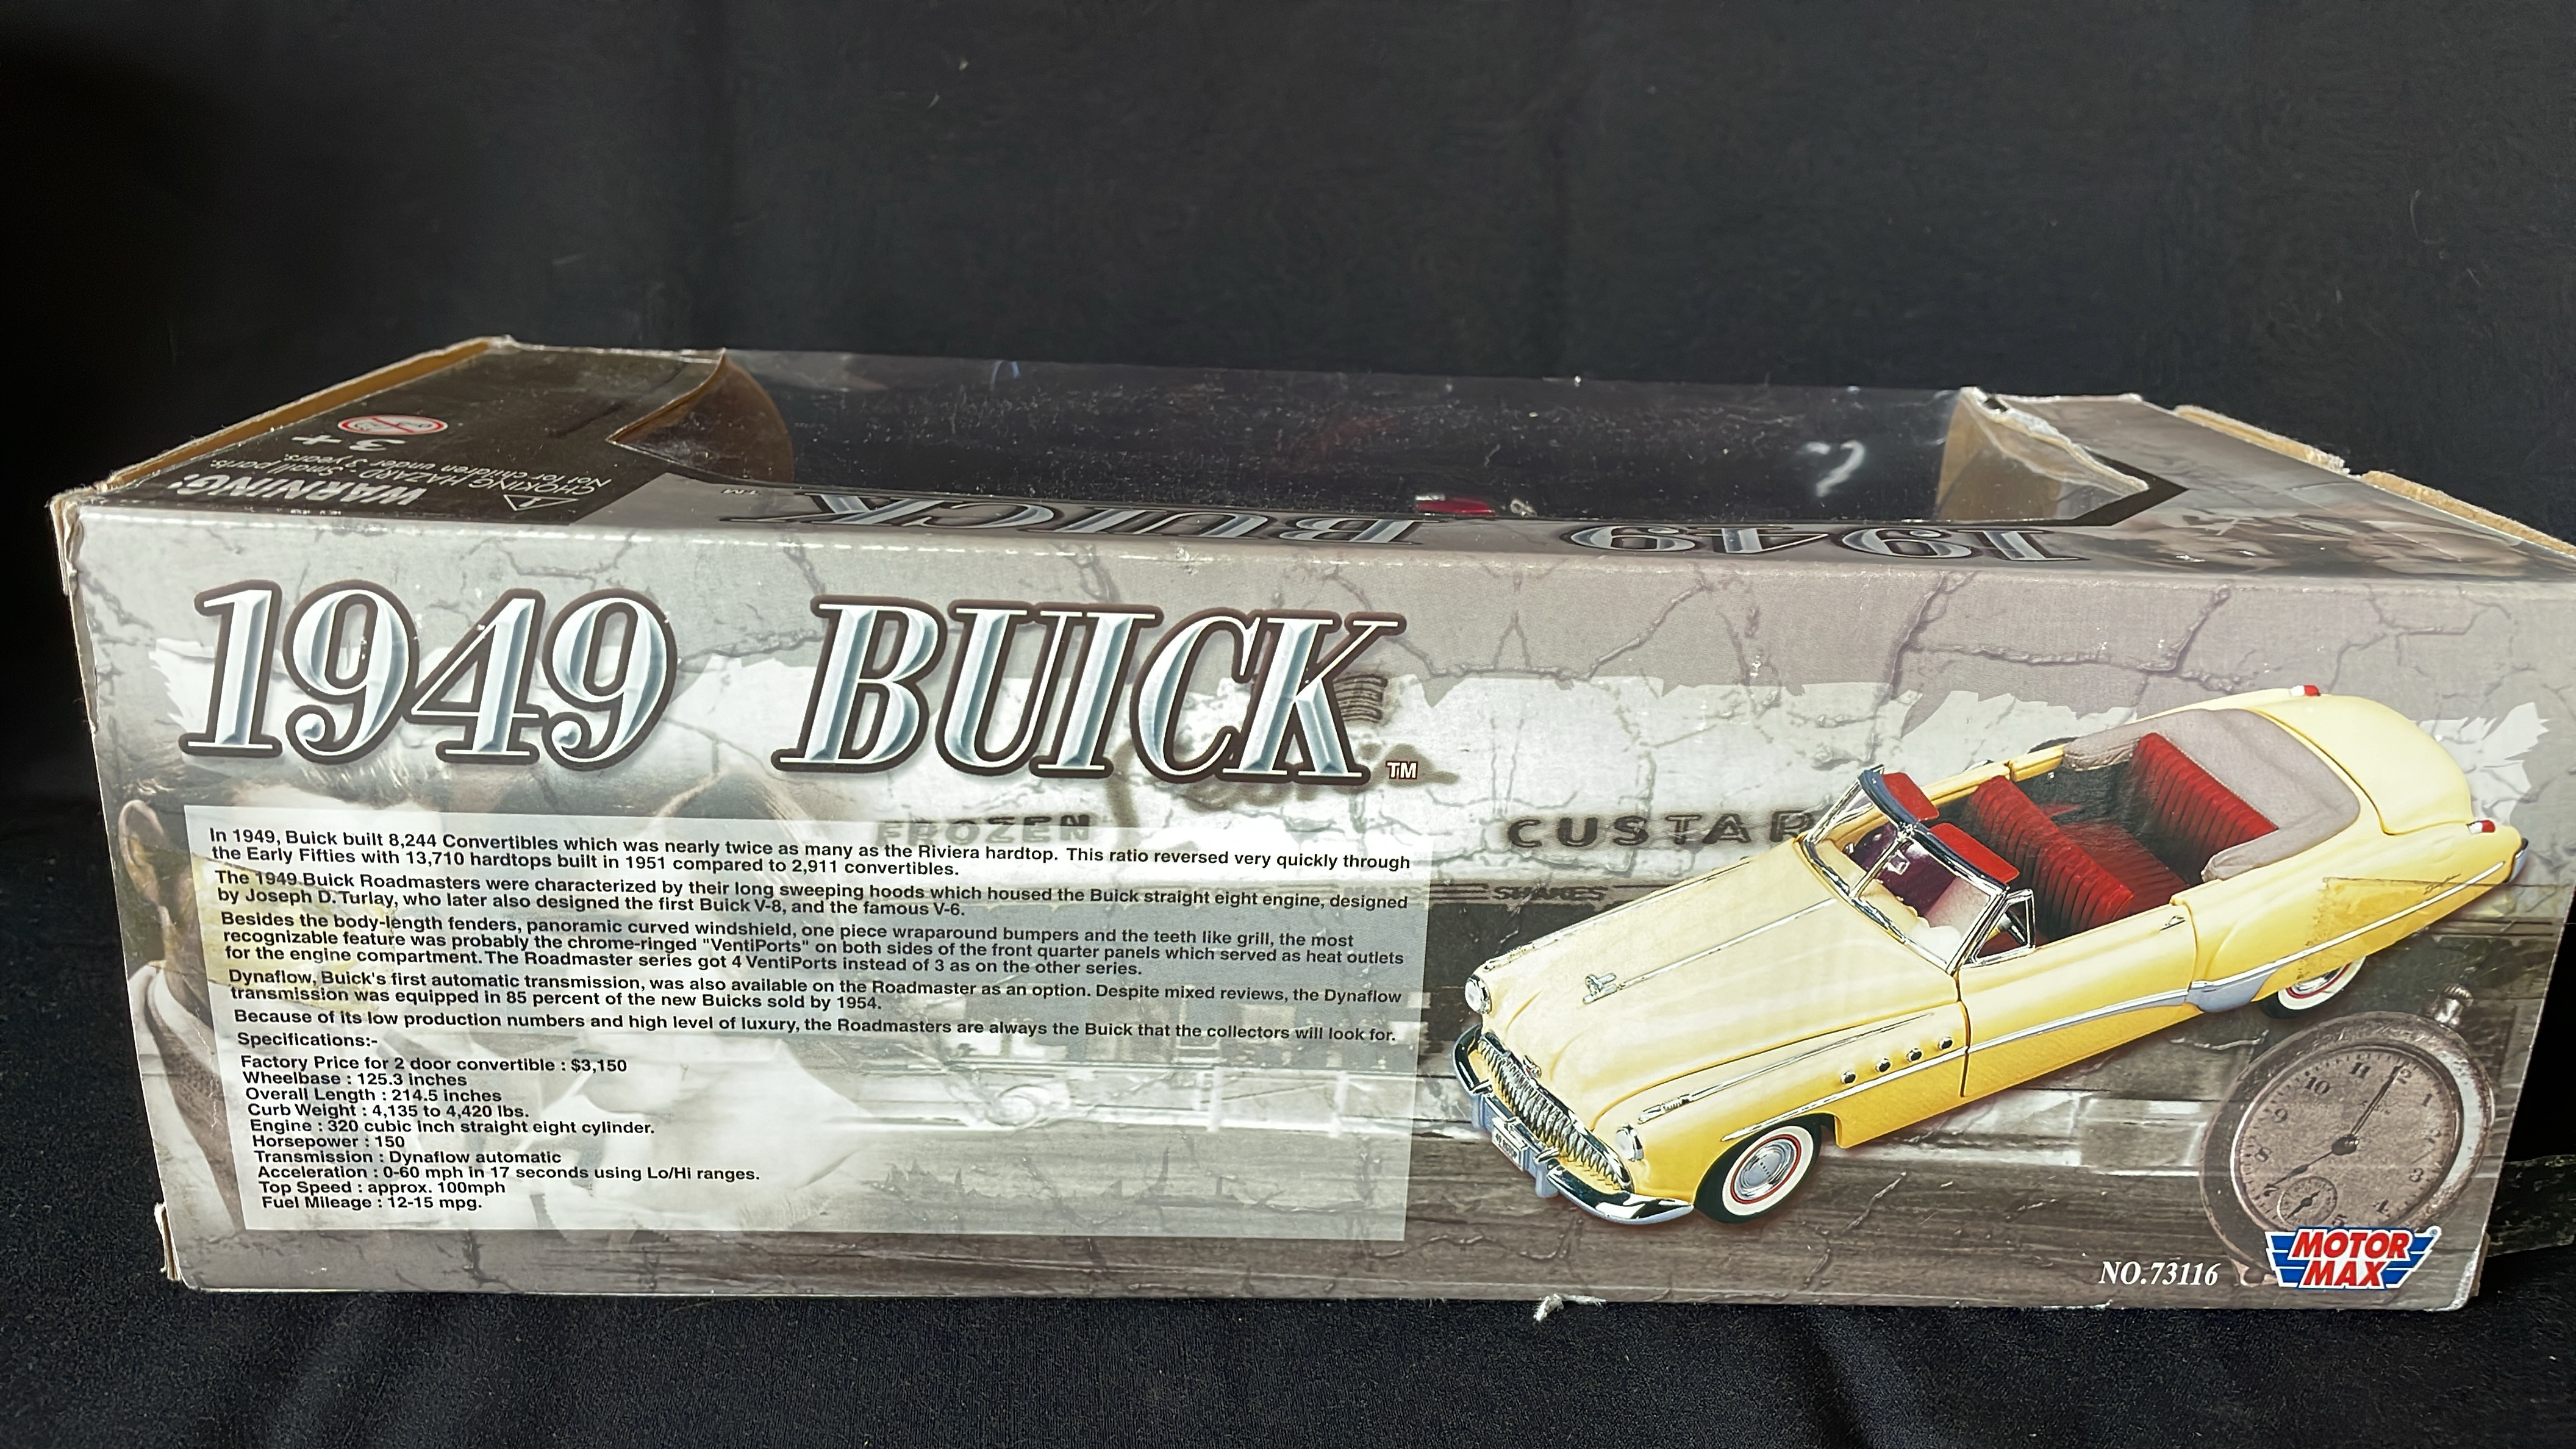 WARNING!
CHOKING HAZARD-Small parts.
Not for children under 3 years.
3+
1949 BUICK™
1949 BUICK™
FROZEN CUSTAR
SHAKES
In 1949, Buick built 8,244 Convertibles which was nearly twice as many as the Riviera hardtop. This ratio reversed very quickly through
the Early Fifties with 13,710 hardtops built in 1951 compared to 2,911 convertibles.
The 1949 Buick Roadmasters were characterized by their long sweeping hoods which housed the Buick straight eight engine, designed
by Joseph D. Turlay, who later also designed the first Buick V-8, and the famous V-6.
Besides the body-length fenders, panoramic curved windshield, one piece wraparound bumpers and the teeth like grill, the most
recognizable feature was probably the chrome-ringed "VentiPorts" on both sides of the front quarter panels which served as heat outlets
for the engine compartment. The Roadmaster series got 4 VentiPorts instead of 3 as on the other series.
Dynaflow, Buick's first automatic transmission, was also available on the Roadmaster as an option. Despite mixed reviews, the Dynaflow
transmission was equipped in 85 percent of the new Buicks sold by 1954.
Because of its low production numbers and high level of luxury, the Roadmasters are always the Buick that the collectors will look for.
Specifications:-
Factory Price for 2 door convertible : $3,150
Wheelbase : 125.3 inches
Overall Length : 214.5 inches
Curb Weight : 4,135 to 4,420 lbs.
Engine : 320 cubic inch straight eight cylinder.
Horsepower : 150
Transmission : Dynaflow automatic
Acceleration : 0-60 mph in 17 seconds using Lo/Hi ranges.
Top Speed : approx. 100mph
Fuel Mileage : 12-15 mpg.
NO.73116
MOTOR
MAX